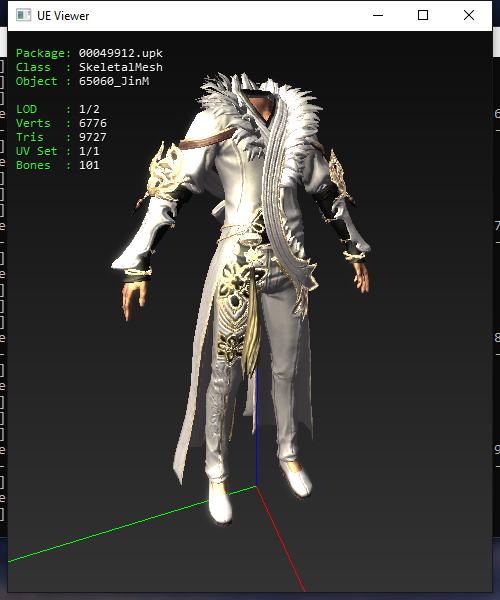 UE Viewer
Package: 00049912.upk
Class : SkeletalMesh
Object : 65060_JinM
LOD : 1/2
Verts : 6776
Tris : 9727
UV Set : 1/1
Bones : 101